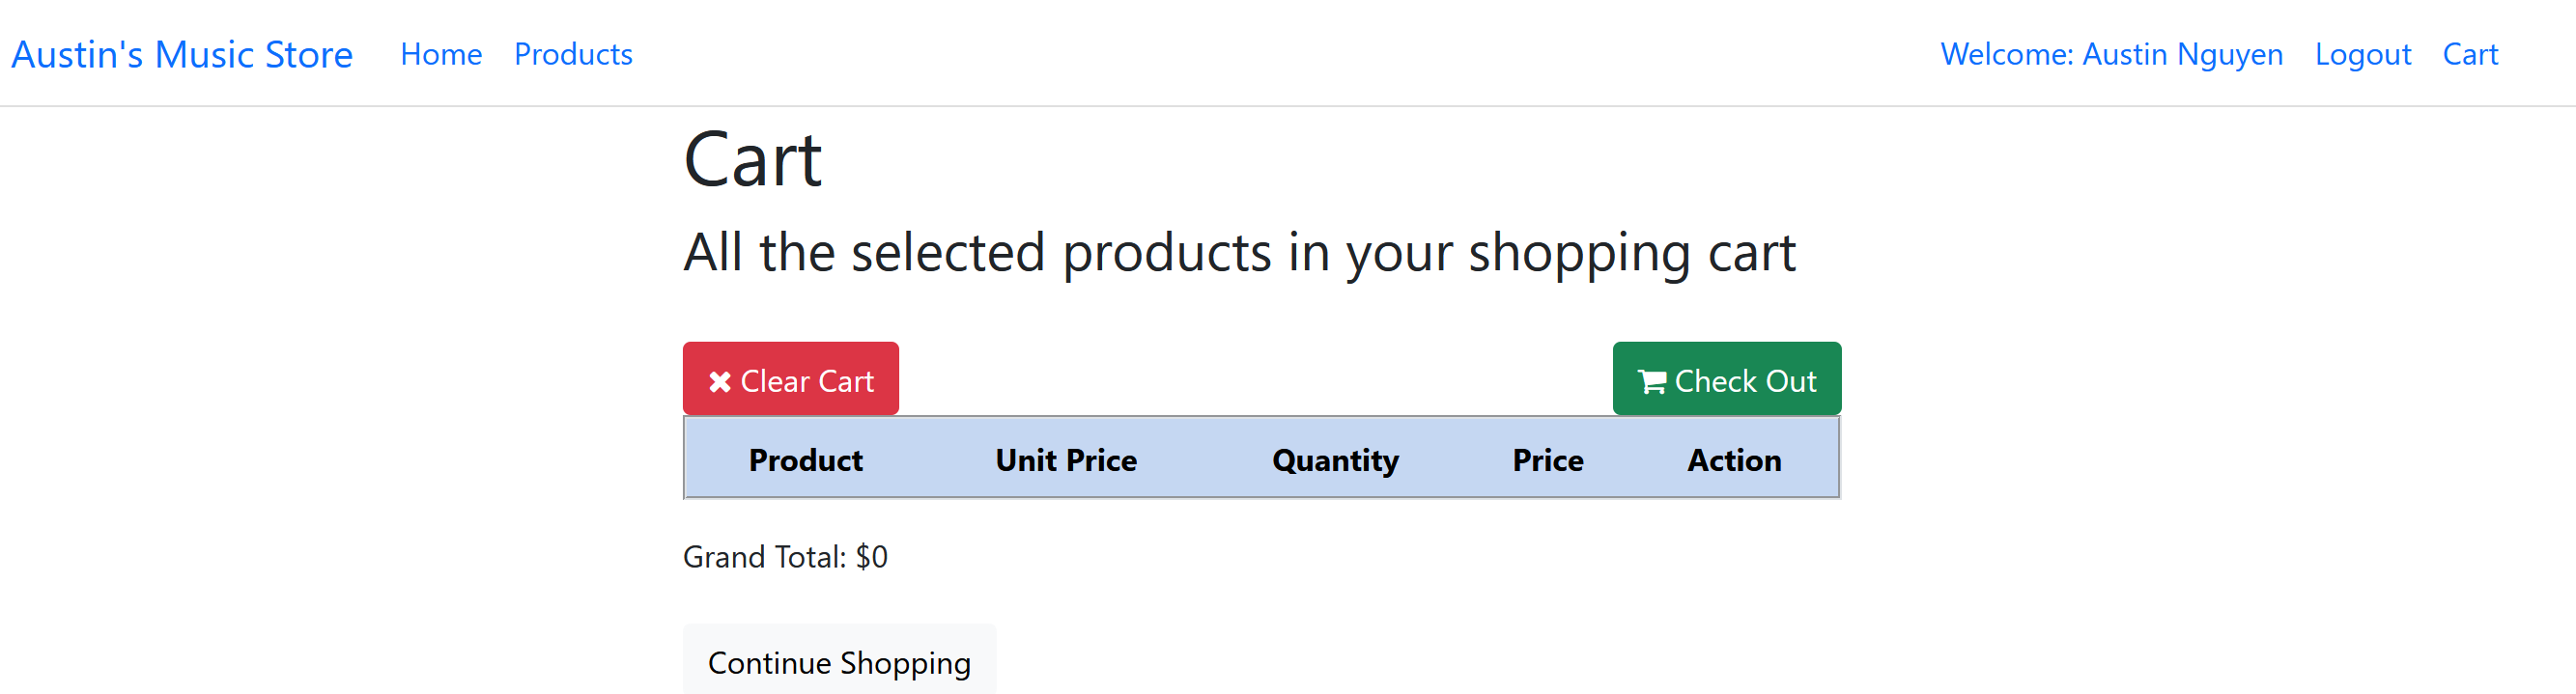 Austin's Music Store Home Products Welcome: Austin Nguyen Logout Cart
Cart
All the selected products in your shopping cart
Clear Cart Check Out
Product Unit Price Quantity Price Action
Grand Total: $0
Continue Shopping